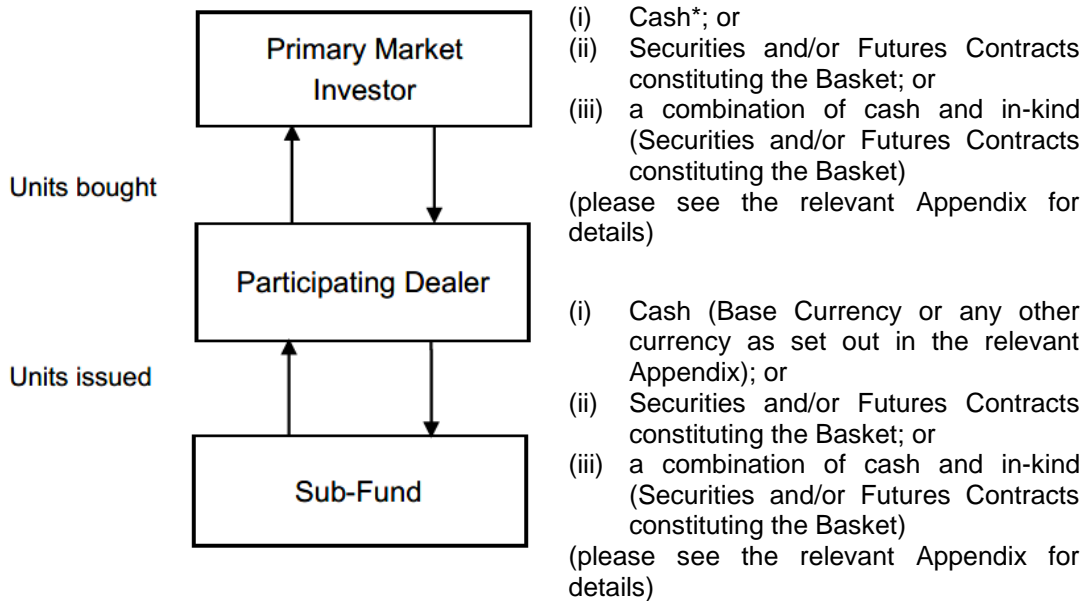 Primary Market
Investor
(i) Cash*; or
(ii) Securities and/or Futures Contracts
constituting the Basket; or
(iii) a combination of cash and in-kind
(Securities and/or Futures Contracts
constituting the Basket)
(please see the relevant Appendix for
details)
Units bought
Participating Dealer
(i) Cash (Base Currency or any other
currency as set out in the relevant
Appendix); or
(ii) Securities and/or Futures Contracts
constituting the Basket; or
(iii) a combination of cash and in-kind
(Securities and/or Futures Contracts
constituting the Basket)
(please see the relevant Appendix for
details)
Units issued
Sub-Fund